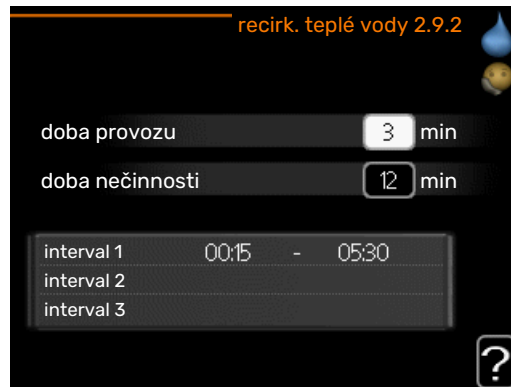 recirk. teplé vody 2.9.2
doba provozu 3 min
doba nečinnosti 12 min
interval 1 00:15 - 05:30
interval 2
interval 3
?